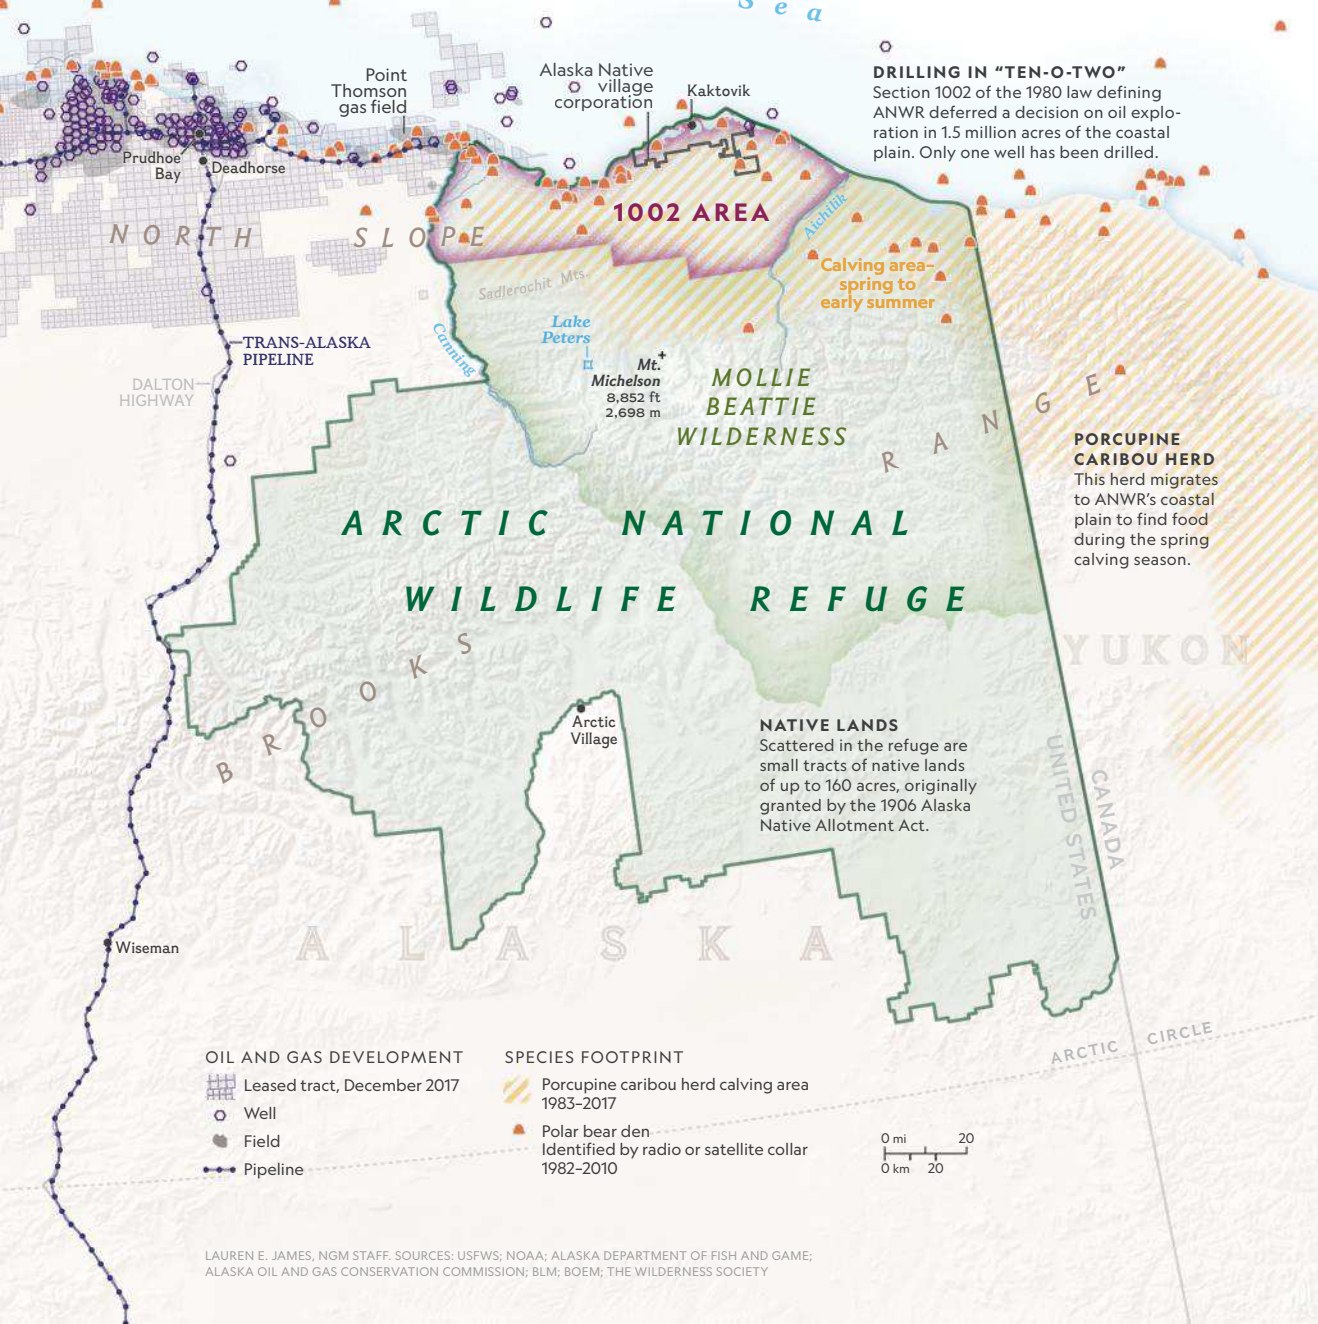 Sea
Point
Thomson
gas field
Alaska Native
village
corporation
Kaktovik
DRILLING IN “TEN-O-TWO”
Section 1002 of the 1980 law defining
ANWR deferred a decision on oil explo-
ration in 1.5 million acres of the coastal
plain. Only one well has been drilled.
Prudhoe
Bay
Deadhorse
1002 AREA
Aichilik
NORTH SLOPE
Calving area–
spring to
early summer
Sadlerochit Mts.
Canning
Lake
Peters
TRANS-ALASKA
PIPELINE
DALTON
HIGHWAY
Mt.
Michelson
8,852 ft
2,698 m
MOLLIE
BEATTIE
WILDERNESS
BROOKS RANGE
PORCUPINE
CARIBOU HERD
This herd migrates
to ANWR’s coastal
plain to find food
during the spring
calving season.
ARCTIC NATIONAL
WILDLIFE REFUGE
YUKON
Arctic
Village
NATIVE LANDS
Scattered in the refuge are
small tracts of native lands
of up to 160 acres, originally
granted by the 1906 Alaska
Native Allotment Act.
UNITED STATES
CANADA
Wiseman
ALASKA
ARCTIC CIRCLE
OIL AND GAS DEVELOPMENT
Leased tract, December 2017
Well
Field
Pipeline
SPECIES FOOTPRINT
Porcupine caribou herd calving area
1983–2017
Polar bear den
Identified by radio or satellite collar
1982–2010
0 mi 20
0 km 20
LAUREN E. JAMES, NGM STAFF. SOURCES: USFWS; NOAA; ALASKA DEPARTMENT OF FISH AND GAME;
ALASKA OIL AND GAS CONSERVATION COMMISSION; BLM; BOEM; THE WILDERNESS SOCIETY